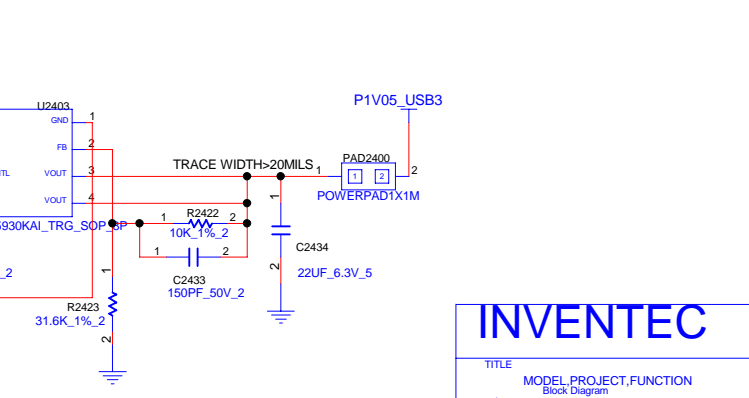 P1V05_USB3
U2403
GND
1
FB
2
TRACE WIDTH>20MILS
1
PAD2400
1
2
2
VOUT
3
POWERPAD1X1M
VOUT
4
1
R2422
2
1
5930KAI_TRG_SOP_8P
10K_1%_2
1
2
C2434
2
22UF_6.3V_5
C2433
150PF_50V_2
_2
1
R2423
31.6K_1%_2
2
INVENTEC
TITLE
MODEL,PROJECT,FUNCTION
Block Diagram